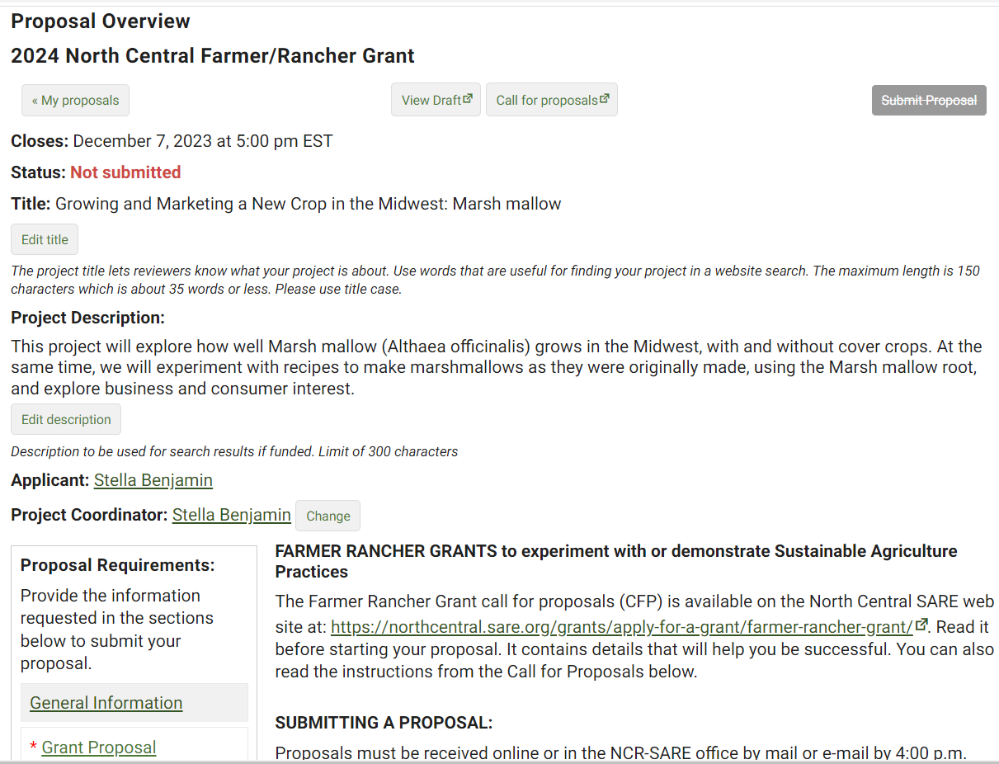 Proposal Overview
2024 North Central Farmer/Rancher Grant
« My proposals
View Draft
Call for proposals
Submit Proposal
Closes: December 7, 2023 at 5:00 pm EST
Status: Not submitted
Title: Growing and Marketing a New Crop in the Midwest: Marsh mallow
Edit title
The project title lets reviewers know what your project is about. Use words that are useful for finding your project in a website search. The maximum length is 150
characters which is about 35 words or less. Please use title case.
Project Description:
This project will explore how well Marsh mallow (Althaea officinalis) grows in the Midwest, with and without cover crops. At the
same time, we will experiment with recipes to make marshmallows as they were originally made, using the Marsh mallow root,
and explore business and consumer interest.
Edit description
Description to be used for search results if funded. Limit of 300 characters
Applicant: Stella Benjamin
Project Coordinator: Stella Benjamin
Change
Proposal Requirements:
Provide the information
requested in the sections
below to submit your
proposal.
General Information
* Grant Proposal
FARMER RANCHER GRANTS to experiment with or demonstrate Sustainable Agriculture
Practices
The Farmer Rancher Grant call for proposals (CFP) is available on the North Central SARE web
site at: https://northcentral.sare.org/grants/apply-for-a-grant/farmer-rancher-grant/. Read it
before starting your proposal. It contains details that will help you be successful. You can also
read the instructions from the Call for Proposals below.
SUBMITTING A PROPOSAL:
Proposals must be received online or in the NCR-SARE office by mail or e-mail by 4:00 p.m.